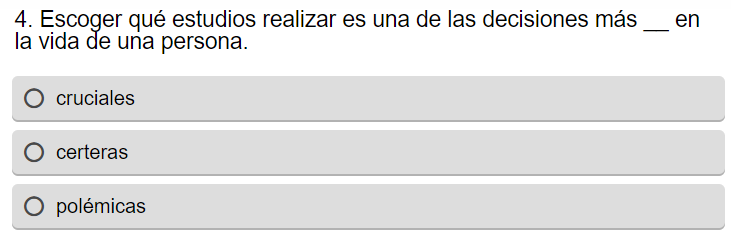 4. Escoger qué estudios realizar es una de las decisiones más __ en
la vida de una persona.
cruciales
certeras
polémicas